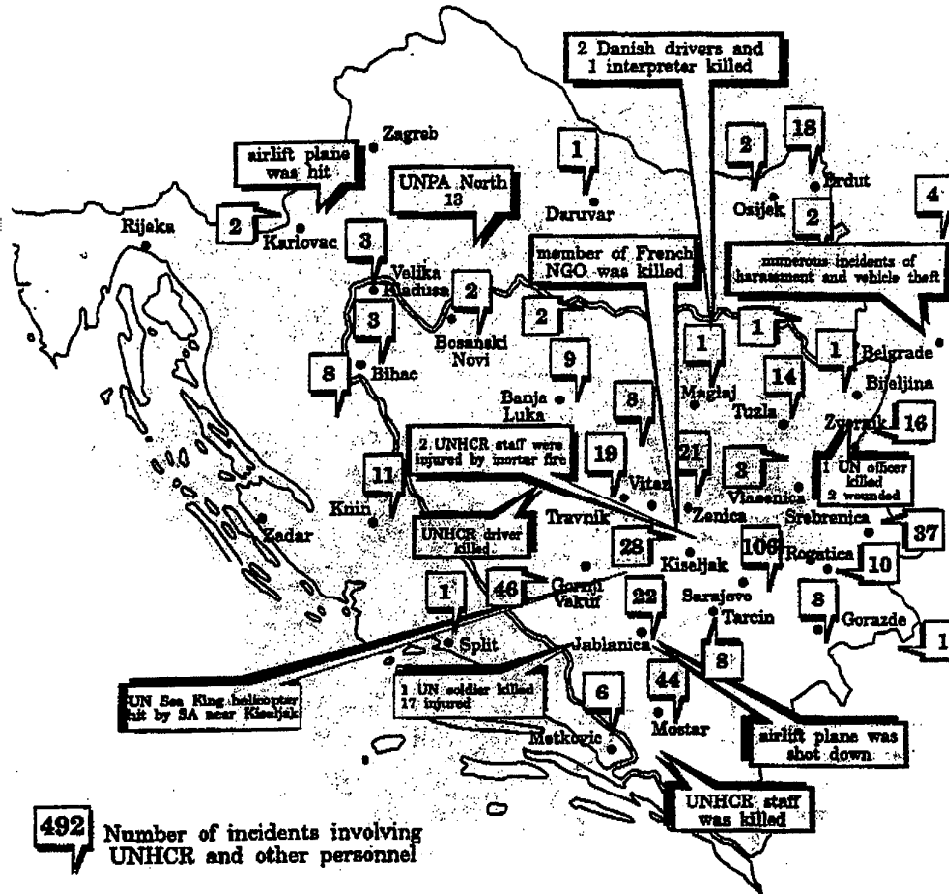 2 Danish drivers and
1 interpreter killed
18
2
1
Zagreb
airlift plane
was hit
UNPA North
13
Brdut
Osijek
4
2
Daruvar
2
Rijeka
Karlovac
3
member of French
NGO was killed
numerous incidents of
harassment and vehicle theft
Velika
Kladusa
2
2
3
Bosanski
Novi
1
1
1
Belgrade
9
8
Bihac
14
Bijeljina
Banja
Luka
8
Maglaj
Tuzla
Zvornik
16
2 UNHCR staff were
injured by mortar fire
19
21
3
1 UN officer
killed
2 wounded
11
Vitez
Vlasenica
Knin
Travnik
Zenica
Srebrenica
37
Zadar
UNHCR driver
killed
28
Kiseljak
106
Rogatica
10
46
Gornji
Vakuf
1
22
Sarajevo
8
Tarcin
Gorazde
Split
Jablanica
8
1
UN Sea King helicopter
hit by SA near Kiseljak
1 UN soldier killed
17 injured
6
44
Mostar
Metkovic
airlift plane was
shot down
UNHCR staff
was killed
492
Number of incidents involving
UNHCR and other personnel